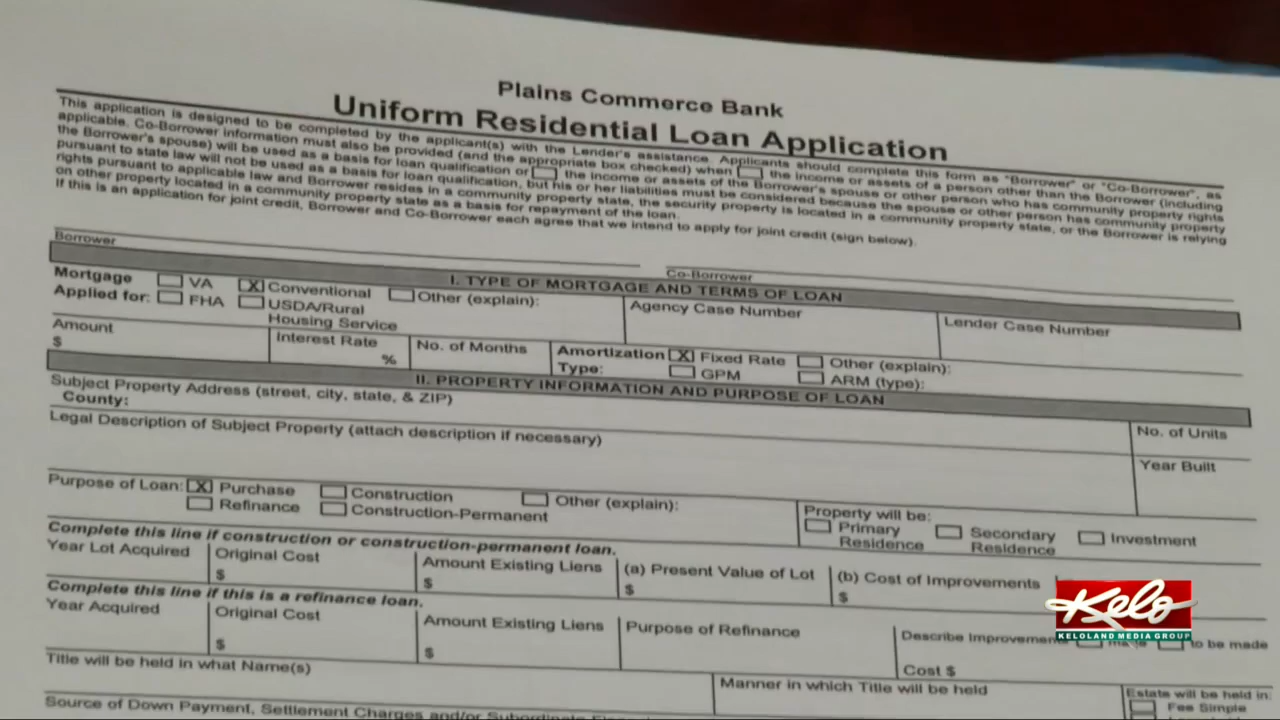 Plains Commerce Bank
Uniform Residential Loan Application
This application is designed to be completed by the applicant(s) with the Lender's assistance. Applicants should complete this form as "Borrower" or "Co-Borrower", as
applicable. Co-Borrower information must also be provided (and the appropriate box checked) when the income or assets of a person other than the Borrower (including
the Borrower's spouse) will be used as a basis for loan qualification or the income or assets of the Borrower's spouse or other person who has community property rights
pursuant to state law will not be used as a basis for loan qualification, but his or her liabilities must be considered because the spouse or other person has community property
rights pursuant to applicable law and Borrower resides in a community property state, the security property is located in a community property state, or the Borrower is relying
on other property located in a community property state as a basis for repayment of the loan.
If this is an application for joint credit, Borrower and Co-Borrower each agree that we intend to apply for joint credit (sign below).
Borrower Co-Borrower
I. TYPE OF MORTGAGE AND TERMS OF LOAN
Mortgage VA X Conventional Other (explain): Agency Case Number Lender Case Number
Applied for: FHA USDA/Rural
Housing Service
Amount Interest Rate No. of Months Amortization X Fixed Rate Other (explain):
$ % Type: GPM ARM (type):
II. PROPERTY INFORMATION AND PURPOSE OF LOAN
Subject Property Address (street, city, state, & ZIP) No. of Units
County:
Legal Description of Subject Property (attach description if necessary) Year Built
Purpose of Loan: X Purchase Construction Other (explain): Property will be:
Refinance Construction-Permanent Primary Residence Secondary Residence Investment
Complete this line if construction or construction-permanent loan.
Year Lot Acquired Original Cost Amount Existing Liens (a) Present Value of Lot (b) Cost of Improvements
$ $ $ $
Complete this line if this is a refinance loan.
Year Acquired Original Cost Amount Existing Liens Purpose of Refinance Describe Improvements made to be made
$ $ Cost $
Title will be held in what Name(s) Manner in which Title will be held Estate will be held in:
Fee Simple
Source of Down Payment, Settlement Charges and/or Subordinate
Kelo
KELOLAND MEDIA GROUP